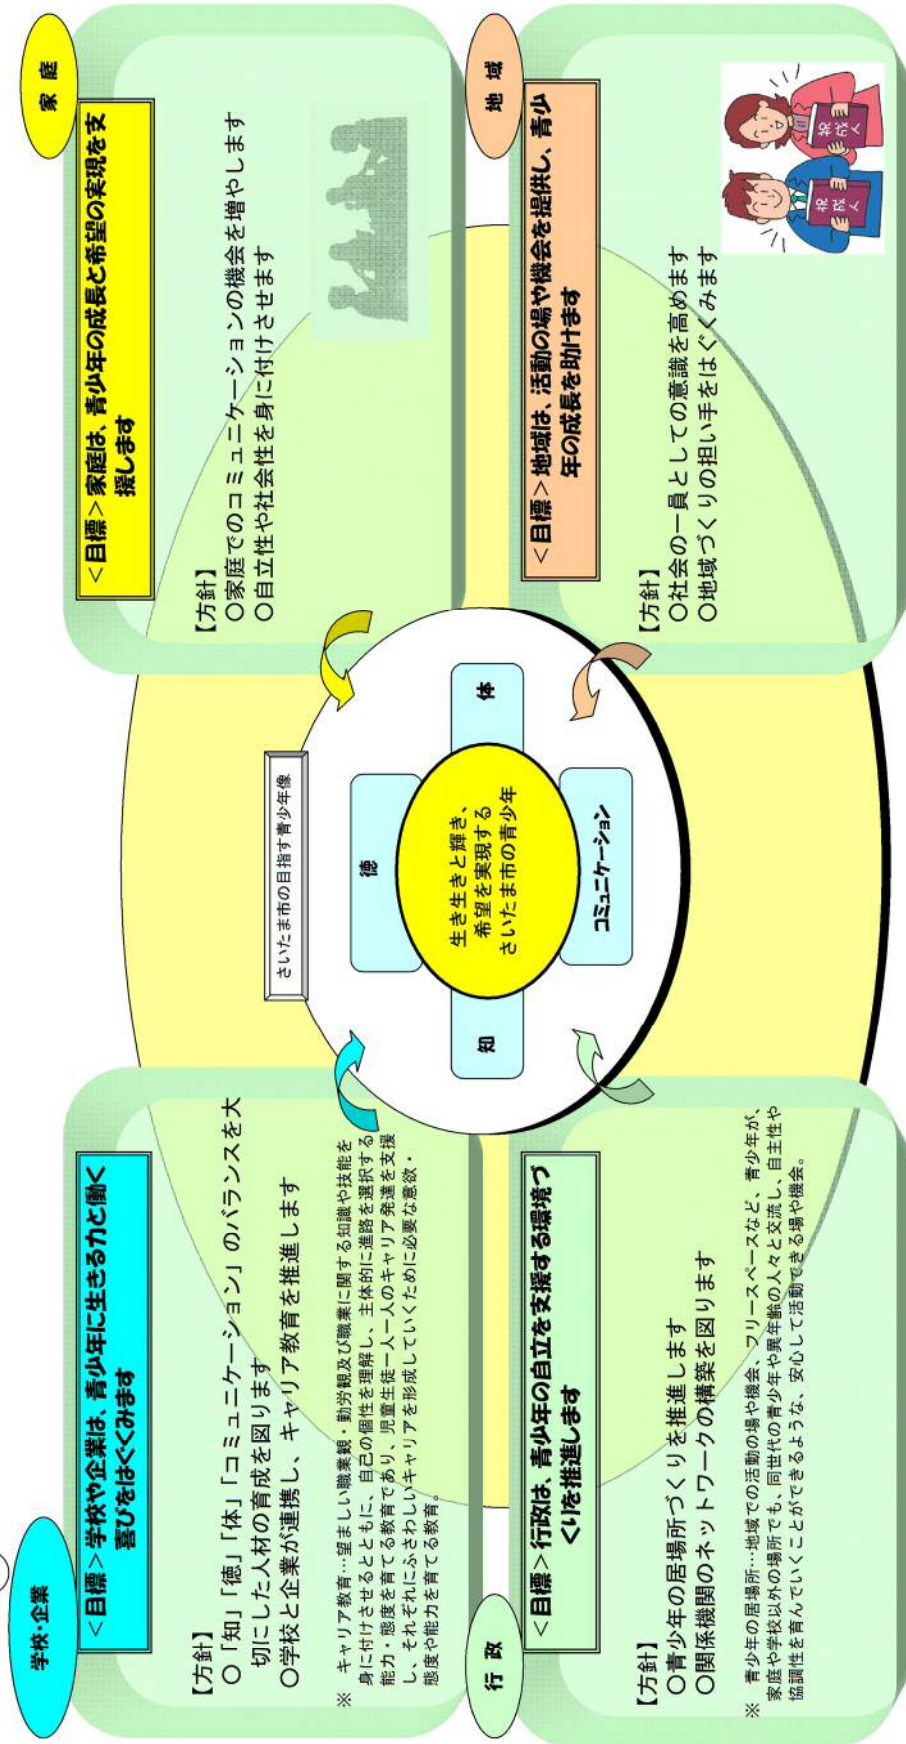 学校・企業
<目標> 学校や企業は、青少年に生きる力と働く
喜びをはぐくみます
【方針】
○「知」「徳」「体」「コミュニケーション」のバランスを大
切にした人材の育成を図ります
○学校と企業が連携し、キャリア教育を推進します
※ キャリア教育…望ましい職業観・勤労観及び職業に関する知識や技能を
身に付けさせるとともに、自己の個性を理解し、主体的に進路を選択する
能力・態度を育てる教育であり、児童生徒一人一人のキャリア発達を支援
し、それぞれにふさわしいキャリアを形成していくために必要な意欲・
態度や能力を育てる教育。
家 庭
<目標> 家庭は、青少年の成長と希望の実現を支
援します
【方針】
○家庭でのコミュニケーションの機会を増やします
○自立性や社会性を身に付けさせます
さいたま市の目指す青少年像
徳
知
体
生き生きと輝き、
希望を実現する
さいたま市の青少年
コミュニケーション
行 政
<目標> 行政は、青少年の自立を支援する環境づ
くりを推進します
【方針】
○青少年の居場所づくりを推進します
○関係機関のネットワークの構築を図ります
※ 青少年の居場所…地域での活動の場や機会、フリースペースなど、青少年が、
家庭や学校以外の場所でも、同世代の青少年や異年齢の人々と交流し、自主性や
協調性を育んでいくことができるような、安心して活動できる場や機会。
地 域
<目標> 地域は、活動の場や機会を提供し、青少
年の成長を助けます
【方針】
○社会の一員としての意識を高めます
○地域づくりの担い手をはぐくみます
祝成人
祝成人